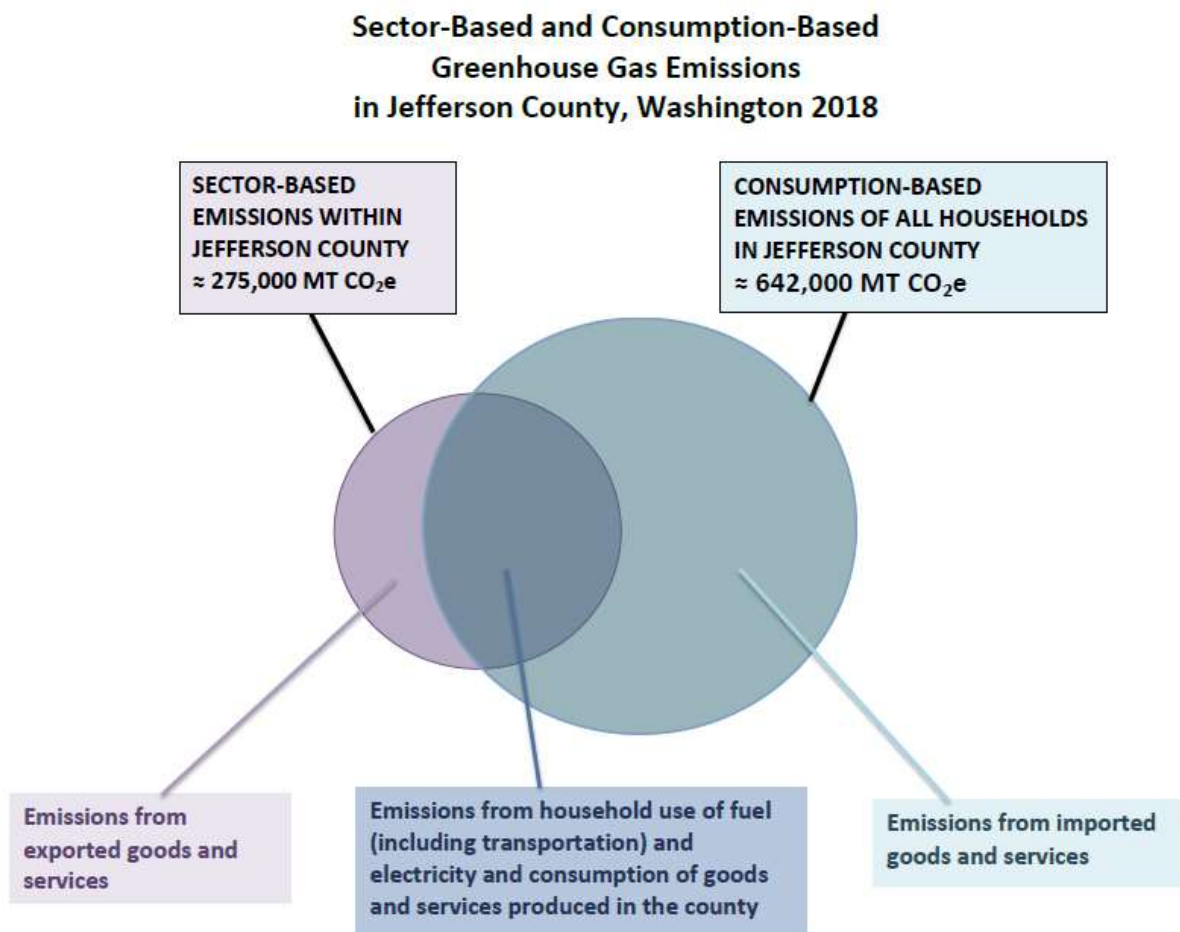 Sector-Based and Consumption-Based
Greenhouse Gas Emissions
in Jefferson County, Washington 2018
SECTOR-BASED
EMISSIONS WITHIN
JEFFERSON COUNTY
≈ 275,000 MT CO₂e
CONSUMPTION-BASED
EMISSIONS OF ALL HOUSEHOLDS
IN JEFFERSON COUNTY
≈ 642,000 MT CO₂e
Emissions from
exported goods and
services
Emissions from household use of fuel
(including transportation) and
electricity and consumption of goods
and services produced in the county
Emissions from imported
goods and services